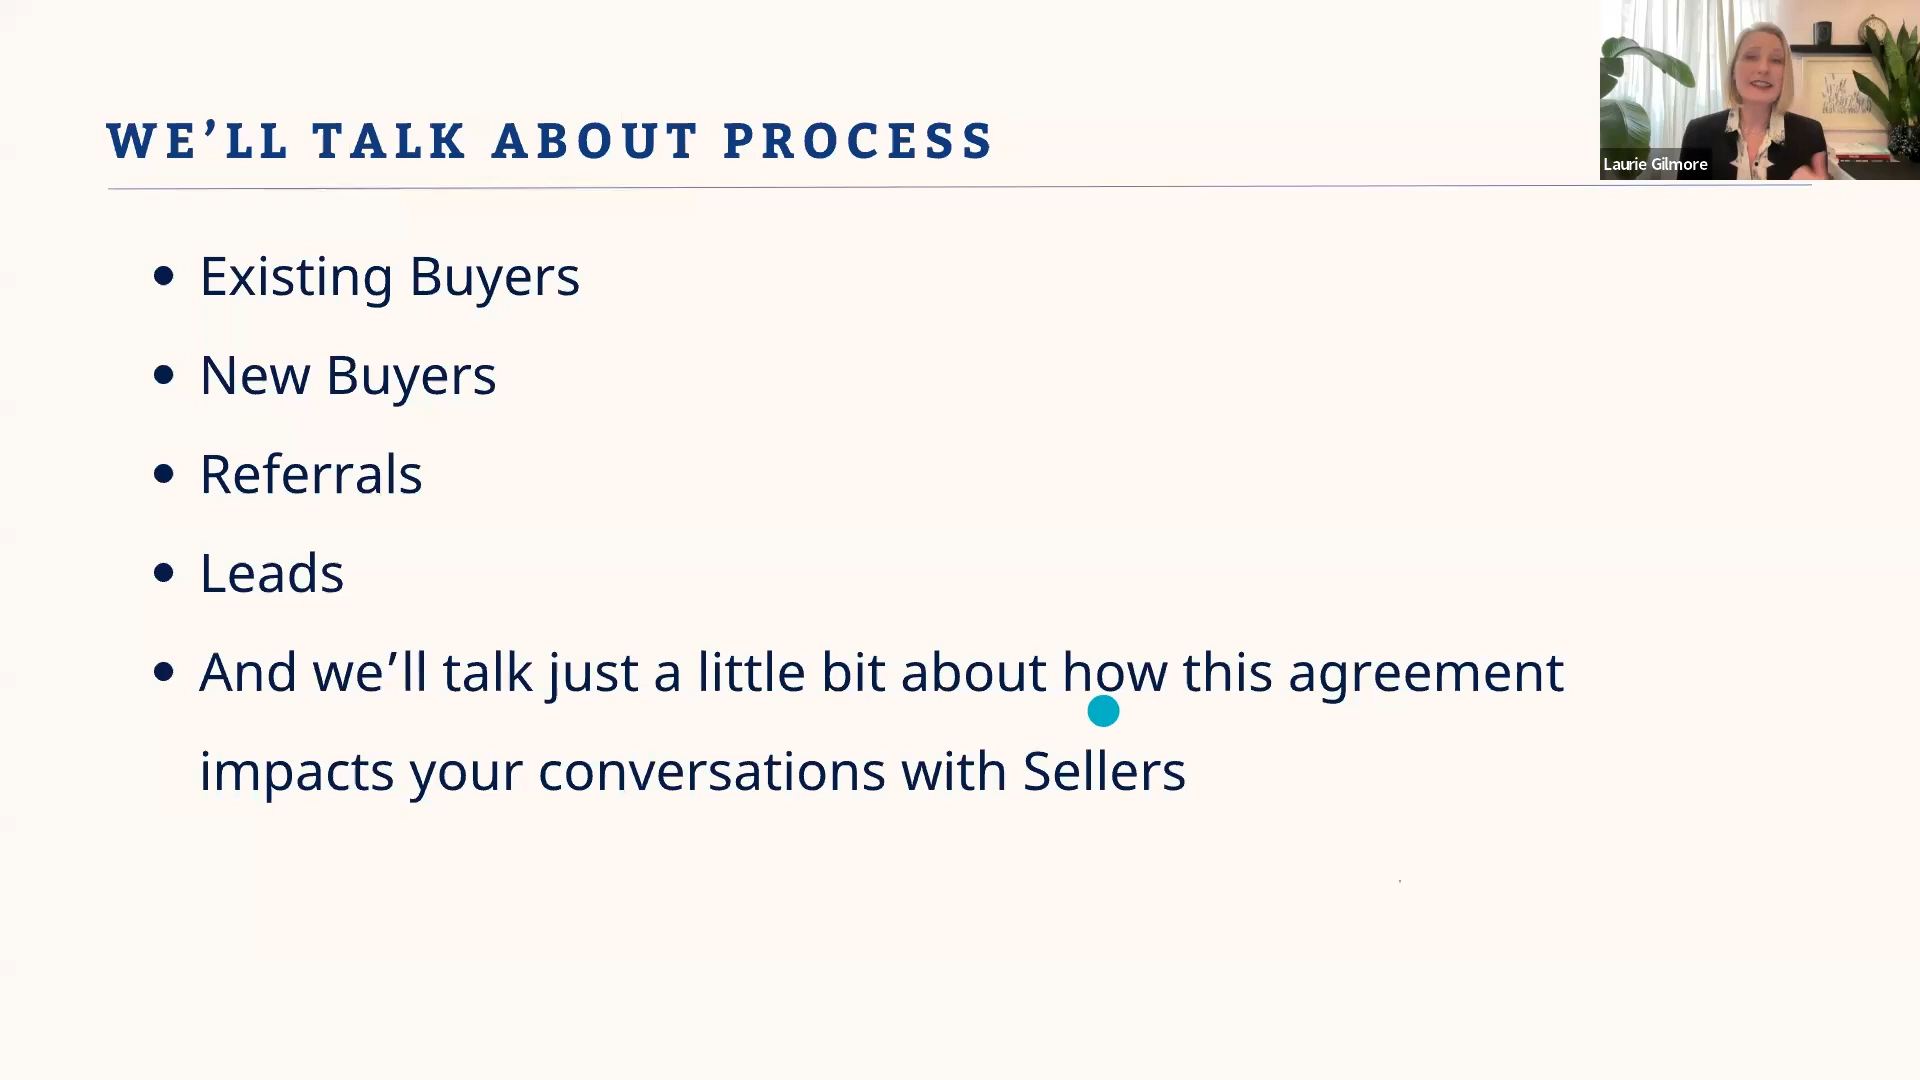 WE’LL TALK ABOUT PROCESS
Laurie Gilmore
• Existing Buyers
• New Buyers
• Referrals
• Leads
• And we’ll talk just a little bit about how this agreement
impacts your conversations with Sellers